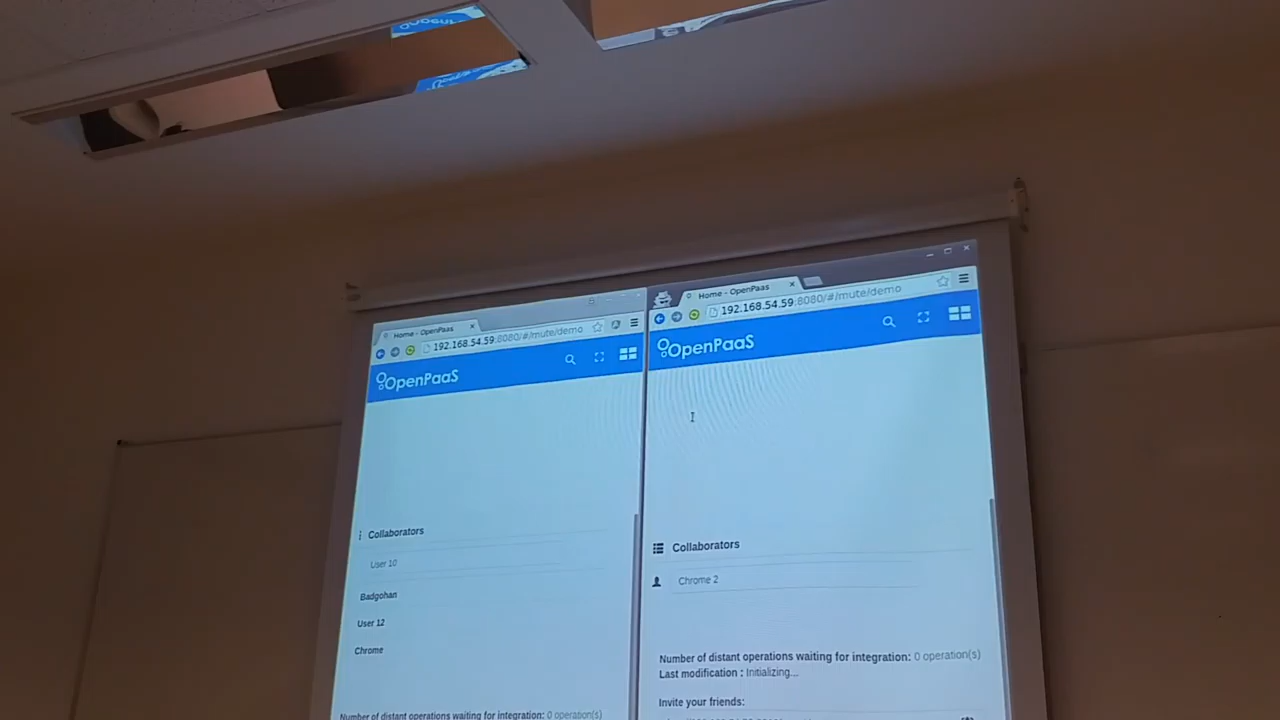 Home - OpenPaas
192.168.54.59:8080/#/mute/demo
OpenPaaS
Collaborators
User 10
Badgohan
User 12
Chrome
Number of distant operations waiting for integration: 0 operation(s)
Home - OpenPaas
192.168.54.59:8080/#/mute/demo
OpenPaaS
Collaborators
Chrome 2
Number of distant operations waiting for integration: 0 operation(s)
Last modification : Initializing...
Invite your friends: